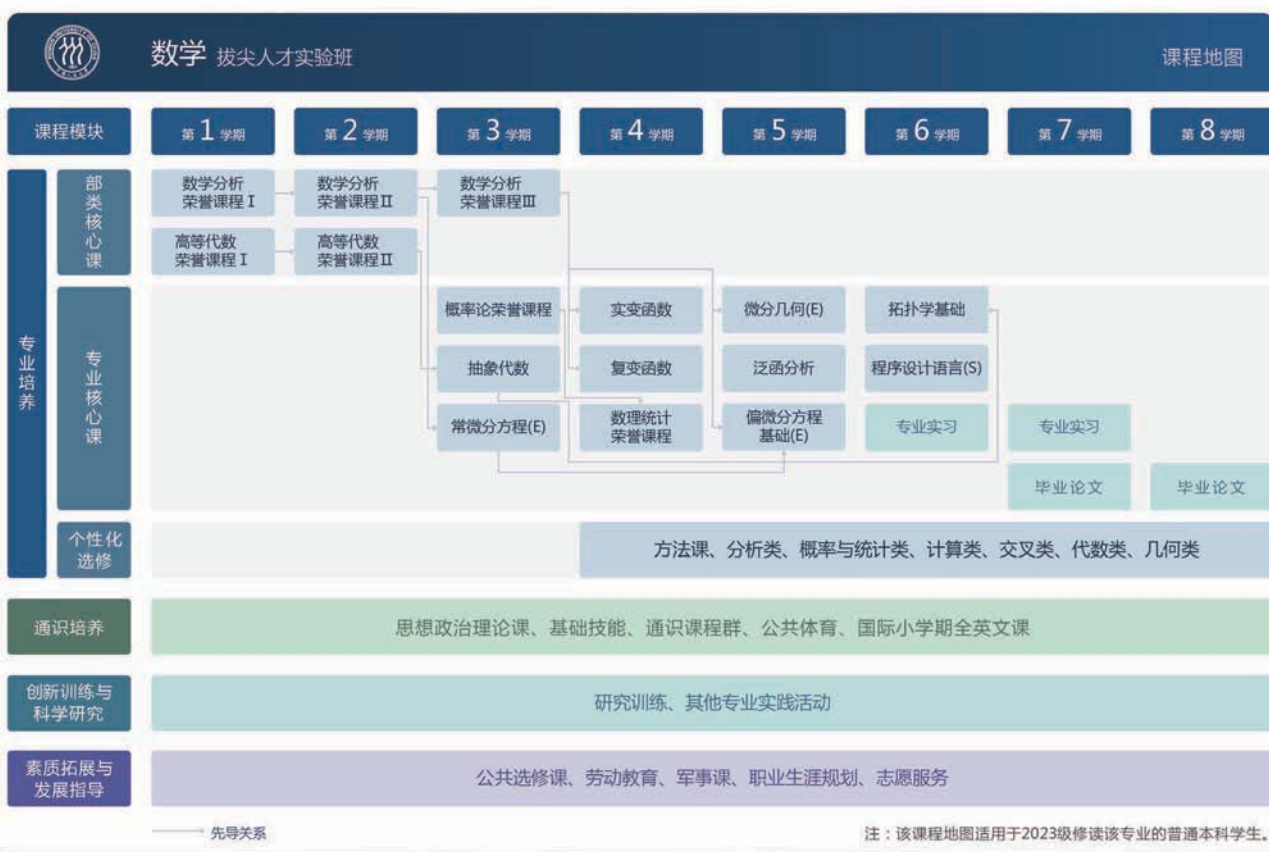 数学 拔尖人才实验班
课程地图
课程模块
第1学期
第2学期
第3学期
第4学期
第5学期
第6学期
第7学期
第8学期
专业培养
部类核心课
数学分析
荣誉课程Ⅰ
数学分析
荣誉课程Ⅱ
数学分析
荣誉课程Ⅲ
高等代数
荣誉课程Ⅰ
高等代数
荣誉课程Ⅱ
专业核心课
概率论荣誉课程
实变函数
微分几何(E)
拓扑学基础
抽象代数
复变函数
泛函分析
程序设计语言(S)
常微分方程(E)
数理统计
荣誉课程
偏微分方程
基础(E)
专业实习
专业实习
毕业论文
毕业论文
个性化
选修
方法课、分析类、概率与统计类、计算类、交叉类、代数类、几何类
通识培养
思想政治理论课、基础技能、通识课程群、公共体育、国际小学期全英文课
创新训练与
科学研究
研究训练、其他专业实践活动
素质拓展与
发展指导
公共选修课、劳动教育、军事课、职业生涯规划、志愿服务
先导关系
注：该课程地图适用于2023级修读该专业的普通本科学生。